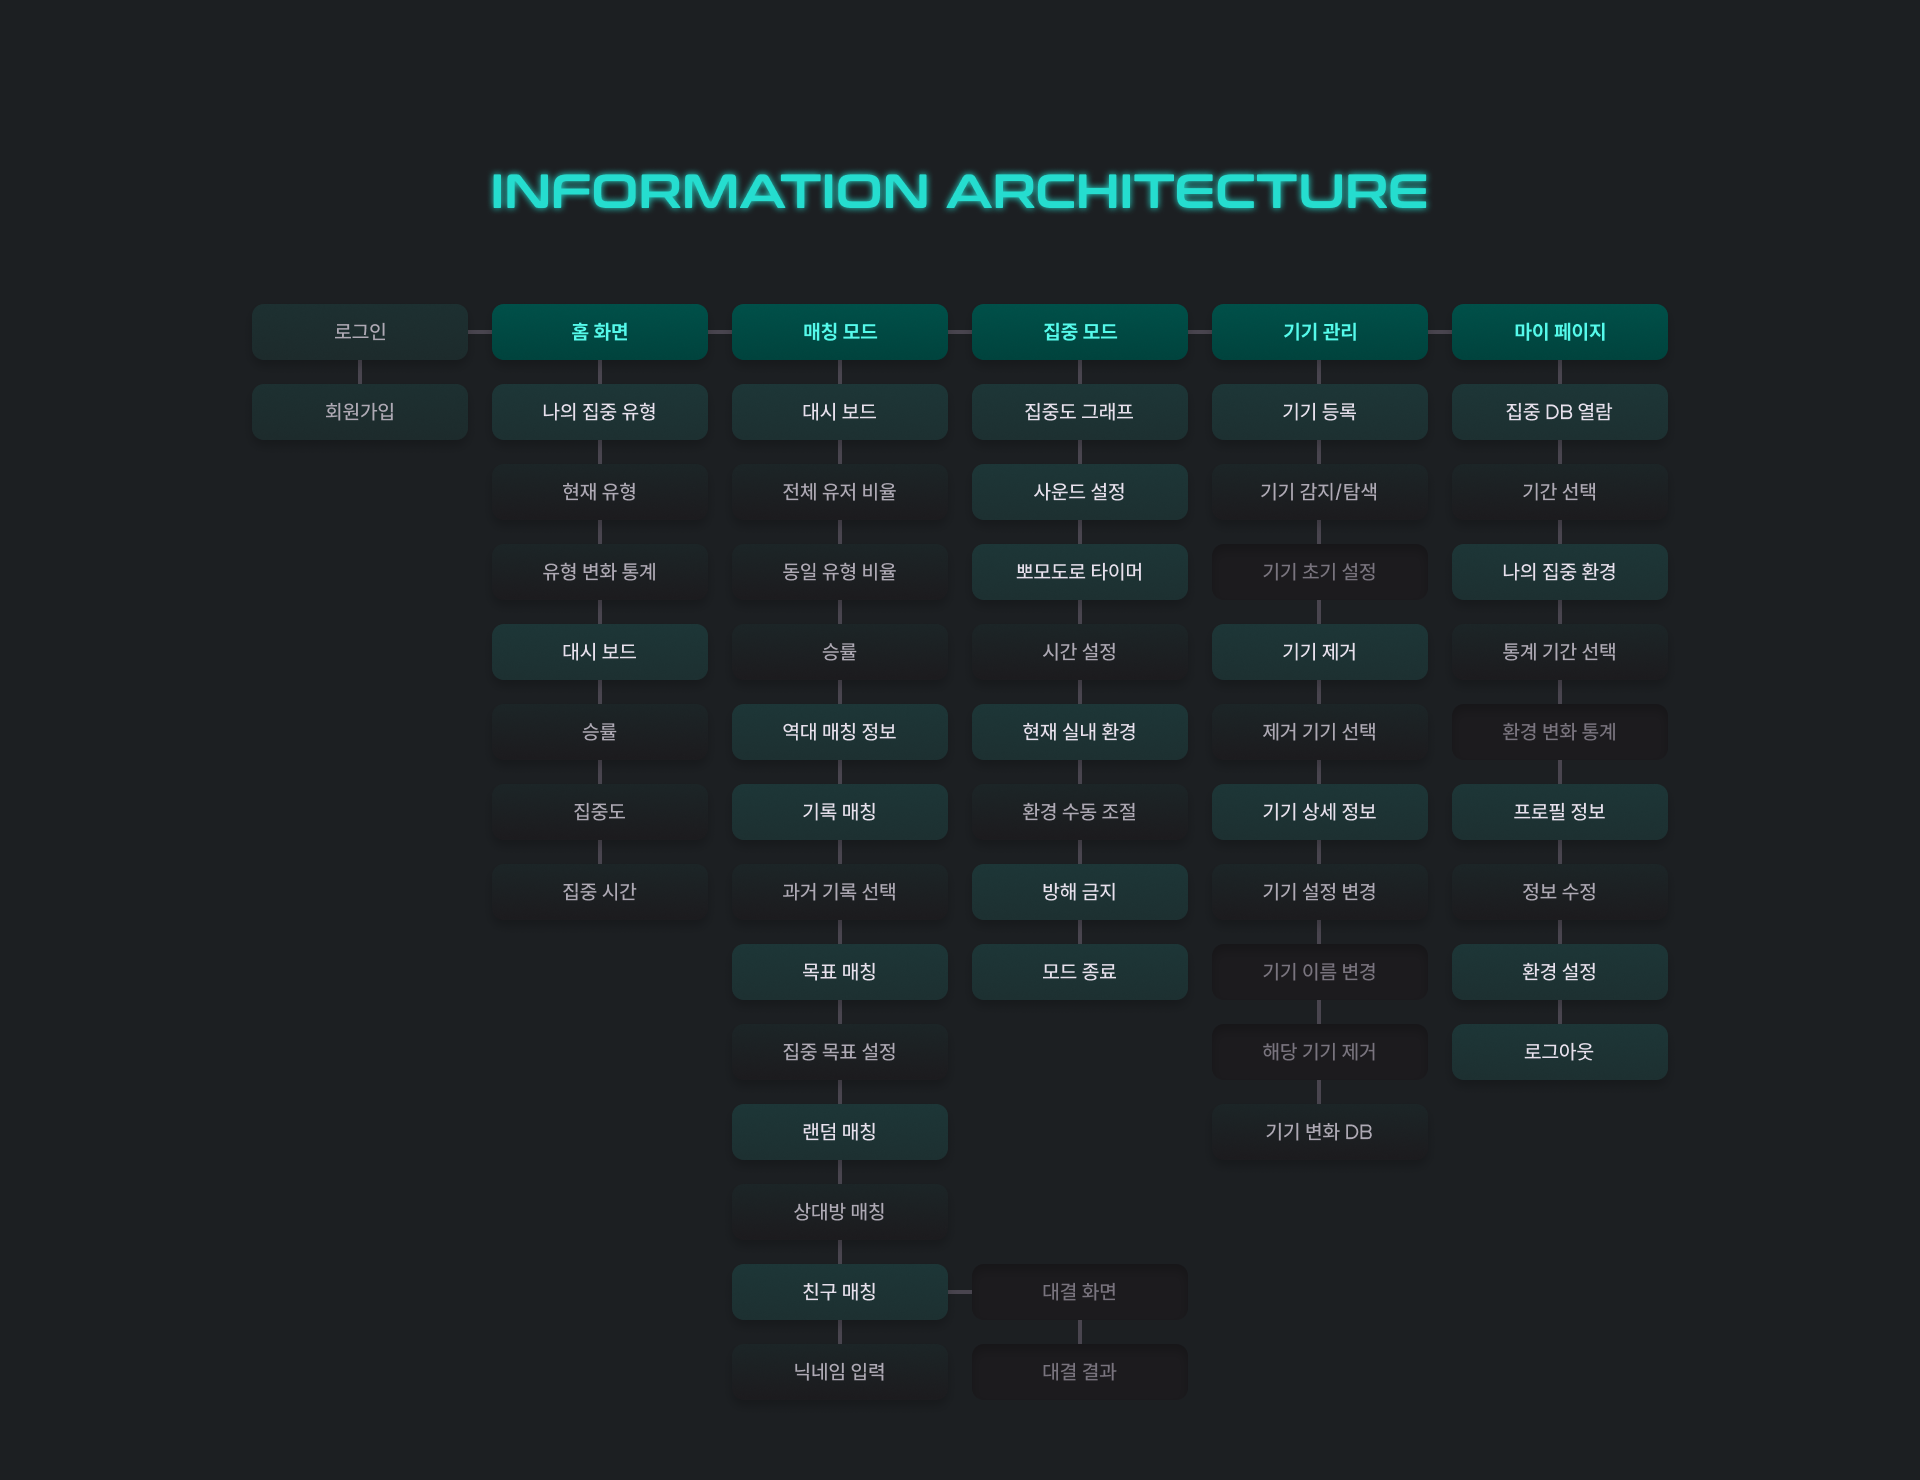 INFORMATION ARCHITECTURE
로그인
회원가입
홈 화면
나의 집중 유형
현재 유형
유형 변화 통계
대시 보드
승률
집중도
집중 시간
매칭 모드
대시 보드
전체 유저 비율
동일 유형 비율
승률
역대 매칭 정보
기록 매칭
과거 기록 선택
목표 매칭
집중 목표 설정
랜덤 매칭
상대방 매칭
친구 매칭
닉네임 입력
대결 화면
대결 결과
집중 모드
집중도 그래프
사운드 설정
뽀모도로 타이머
시간 설정
현재 실내 환경
환경 수동 조절
방해 금지
모드 종료
기기 관리
기기 등록
기기 감지/탐색
기기 초기 설정
기기 제거
제거 기기 선택
기기 상세 정보
기기 설정 변경
기기 이름 변경
해당 기기 제거
기기 변화 DB
마이 페이지
집중 DB 열람
기간 선택
나의 집중 환경
통계 기간 선택
환경 변화 통계
프로필 정보
정보 수정
환경 설정
로그아웃